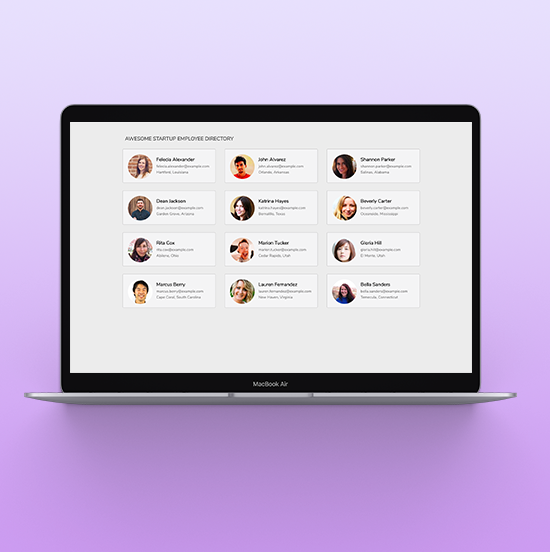 AWESOME STARTUP EMPLOYEE DIRECTORY
Felecia Alexander
felecia.alexander@example.com
Hartford, Louisiana
John Alvarez
john.alvarez@example.com
Orlando, Arkansas
Shannon Parker
shannon.parker@example.com
Salinas, Alabama
Dean Jackson
dean.jackson@example.com
Garden Grove, Arizona
Katrina Hayes
katrina.hayes@example.com
Berna, Texas
Beverly Carter
beverly.carter@example.com
Oceanside, Mississippi
Rita Cox
rita.cox@example.com
Abilene, Ohio
Marion Tucker
marion.tucker@example.com
Cedar Rapids, Utah
Gloria Hill
gloria.hill@example.com
El Monte, Utah
Marcus Berry
marcus.berry@example.com
Cape Coral, South Carolina
Lauren Fernandez
lauren.fernandez@example.com
New Haven, Virginia
Bella Sanders
bella.sanders@example.com
Temecula, Connecticut
MacBook Air